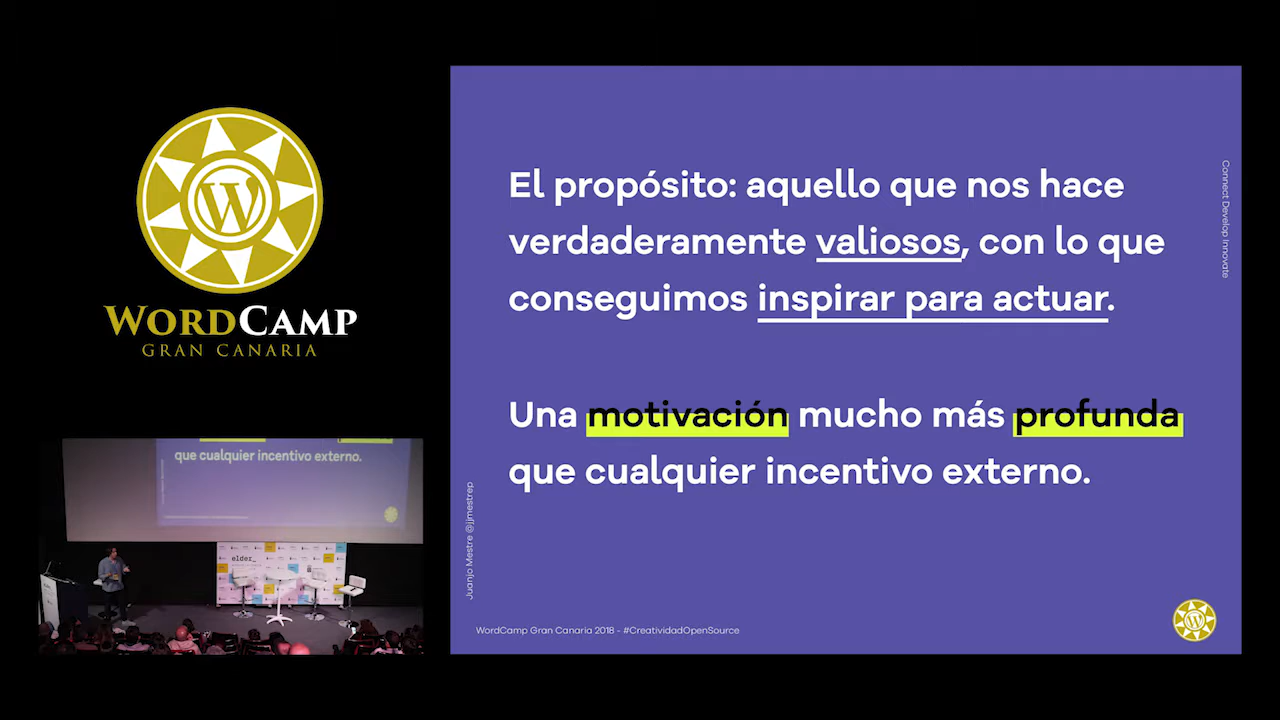 WORDCAMP
GRAN CANARIA
El propósito: aquello que nos hace
verdaderamente valiosos, con lo que
conseguimos inspirar para actuar.
Una motivación mucho más profunda
que cualquier incentivo externo.
Connect Develop Innovate
Juanjo Mestre @jjmestrep
WordCamp Gran Canaria 2018 - #CreatividadOpenSource
que cualquier incentivo externo.
elder_